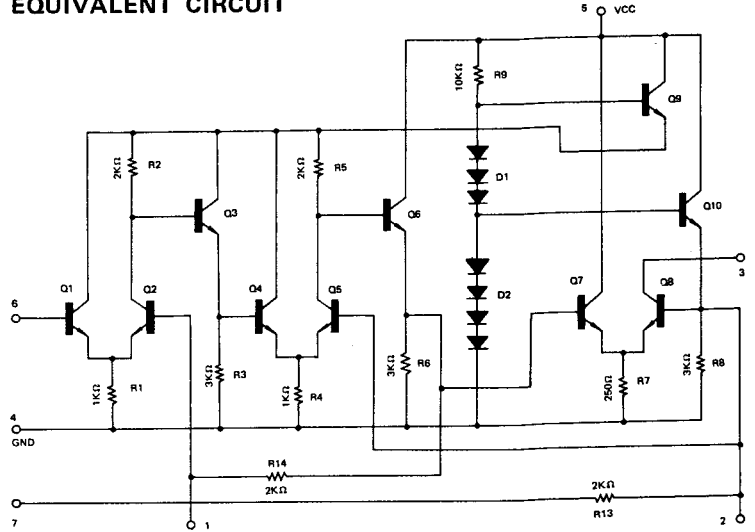 EQUIVALENT CIRCUIT
5 VCC
10KΩ R9
Q9
2KΩ R2
2KΩ R5
D1
Q3
Q6
Q10
3
Q1 Q2 Q4 Q5 D2 Q7 Q8
6
1KΩ R1
3KΩ R3
1KΩ R4
3KΩ R6
250Ω R7
3KΩ R8
4
GND
R14
2KΩ
2KΩ
R13
7 1 2